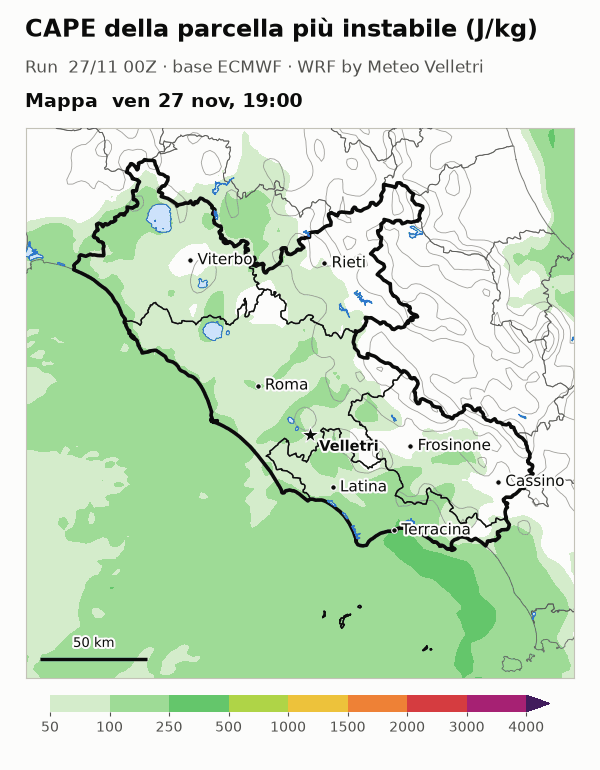 CAPE della parcella più instabile (J/kg)
Run  27/11 00Z · base ECMWF · WRF by Meteo Velletri
Mappa  ven 27 nov, 19:00
Viterbo
Rieti
Roma
Velletri
Frosinone
Cassino
Latina
Terracina
50 km
50 100 250 500 1000 1500 2000 3000 4000